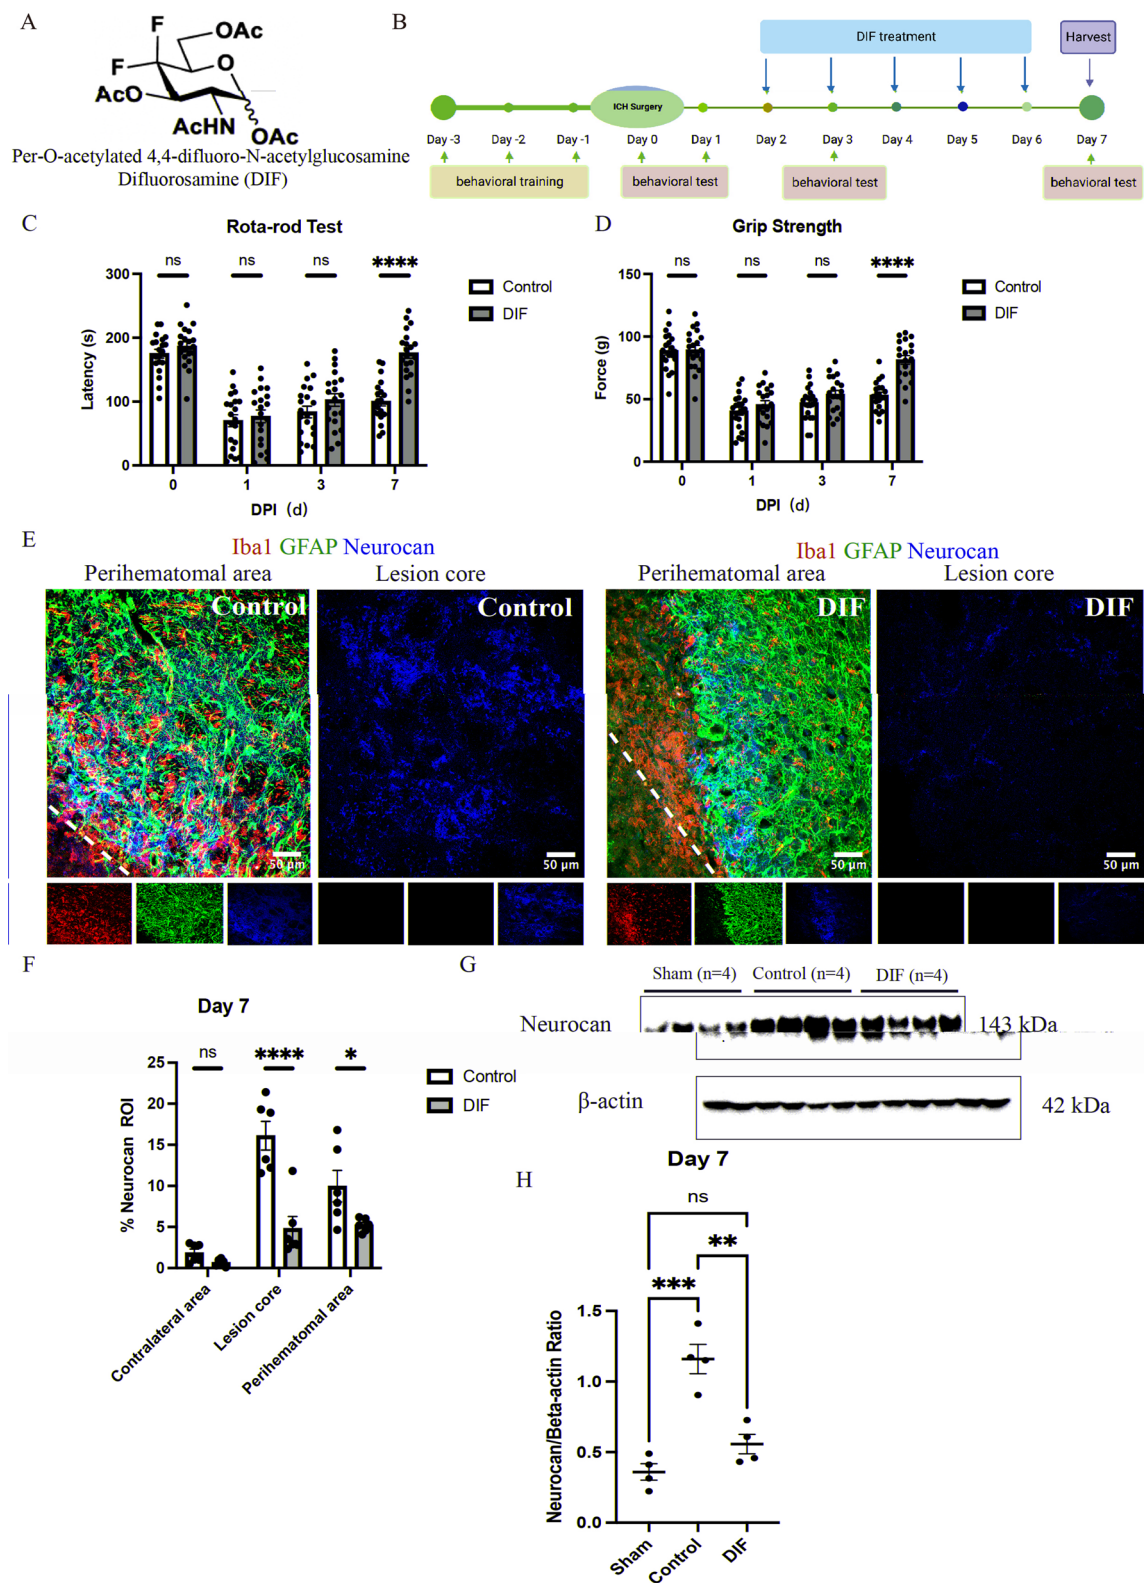 A
F
F
OAc
O
AcO
AcHN
OAc
Per-O-acetylated 4,4-difluoro-N-acetylglucosamine
Difluorosamine (DIF)
B
DIF treatment
Harvest
ICH Surgery
Day -3
Day -2
Day -1
Day 0
Day 1
Day 2
Day 3
Day 4
Day 5
Day 6
Day 7
behavioral training
behavioral test
behavioral test
behavioral test
C
Rota-rod Test
ns
ns
ns
****
Control
DIF
Latency (s)
300
200
100
0
0
1
3
7
DPI (d)
D
Grip Strength
ns
ns
ns
****
Control
DIF
Force (g)
150
100
50
0
0
1
3
7
DPI (d)
E
Iba1 GFAP Neurocan
Perihematomal area
Lesion core
Control
Control
50 µm
50 µm
Iba1 GFAP Neurocan
Perihematomal area
Lesion core
DIF
DIF
50 µm
50 µm
F
Day 7
ns
****
*
Control
DIF
% Neurocan ROI
25
20
15
10
5
0
Contralateral area
Lesion core
Perihematomal area
G
Sham (n=4)
Control (n=4)
DIF (n=4)
Neurocan
143 kDa
β-actin
42 kDa
H
Day 7
ns
**
***
Neurocan/Beta-actin Ratio
1.5
1.0
0.5
0.0
Sham
Control
DIF